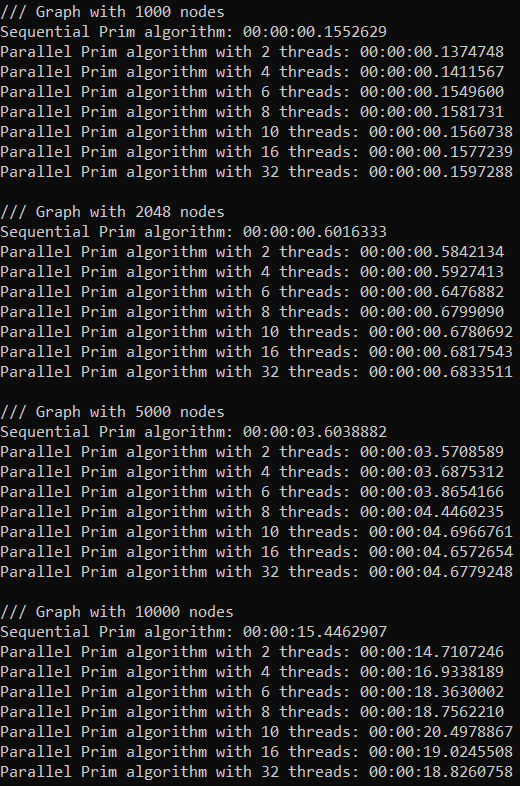 /// Graph with 1000 nodes
Sequential Prim algorithm: 00:00:00.1552629
Parallel Prim algorithm with 2 threads: 00:00:00.1374748
Parallel Prim algorithm with 4 threads: 00:00:00.1411567
Parallel Prim algorithm with 6 threads: 00:00:00.1549600
Parallel Prim algorithm with 8 threads: 00:00:00.1581731
Parallel Prim algorithm with 10 threads: 00:00:00.1560738
Parallel Prim algorithm with 16 threads: 00:00:00.1577239
Parallel Prim algorithm with 32 threads: 00:00:00.1597288
/// Graph with 2048 nodes
Sequential Prim algorithm: 00:00:00.6016333
Parallel Prim algorithm with 2 threads: 00:00:00.5842134
Parallel Prim algorithm with 4 threads: 00:00:00.5927413
Parallel Prim algorithm with 6 threads: 00:00:00.6476882
Parallel Prim algorithm with 8 threads: 00:00:00.6799090
Parallel Prim algorithm with 10 threads: 00:00:00.6780692
Parallel Prim algorithm with 16 threads: 00:00:00.6817543
Parallel Prim algorithm with 32 threads: 00:00:00.6833511
/// Graph with 5000 nodes
Sequential Prim algorithm: 00:00:03.6038882
Parallel Prim algorithm with 2 threads: 00:00:03.5708589
Parallel Prim algorithm with 4 threads: 00:00:03.6875312
Parallel Prim algorithm with 6 threads: 00:00:03.8654166
Parallel Prim algorithm with 8 threads: 00:00:04.4460235
Parallel Prim algorithm with 10 threads: 00:00:04.6966761
Parallel Prim algorithm with 16 threads: 00:00:04.6572654
Parallel Prim algorithm with 32 threads: 00:00:04.6779248
/// Graph with 10000 nodes
Sequential Prim algorithm: 00:00:15.4462907
Parallel Prim algorithm with 2 threads: 00:00:14.7107246
Parallel Prim algorithm with 4 threads: 00:00:16.9338189
Parallel Prim algorithm with 6 threads: 00:00:18.3630002
Parallel Prim algorithm with 8 threads: 00:00:18.7562210
Parallel Prim algorithm with 10 threads: 00:00:20.4978867
Parallel Prim algorithm with 16 threads: 00:00:19.0245508
Parallel Prim algorithm with 32 threads: 00:00:18.8260758